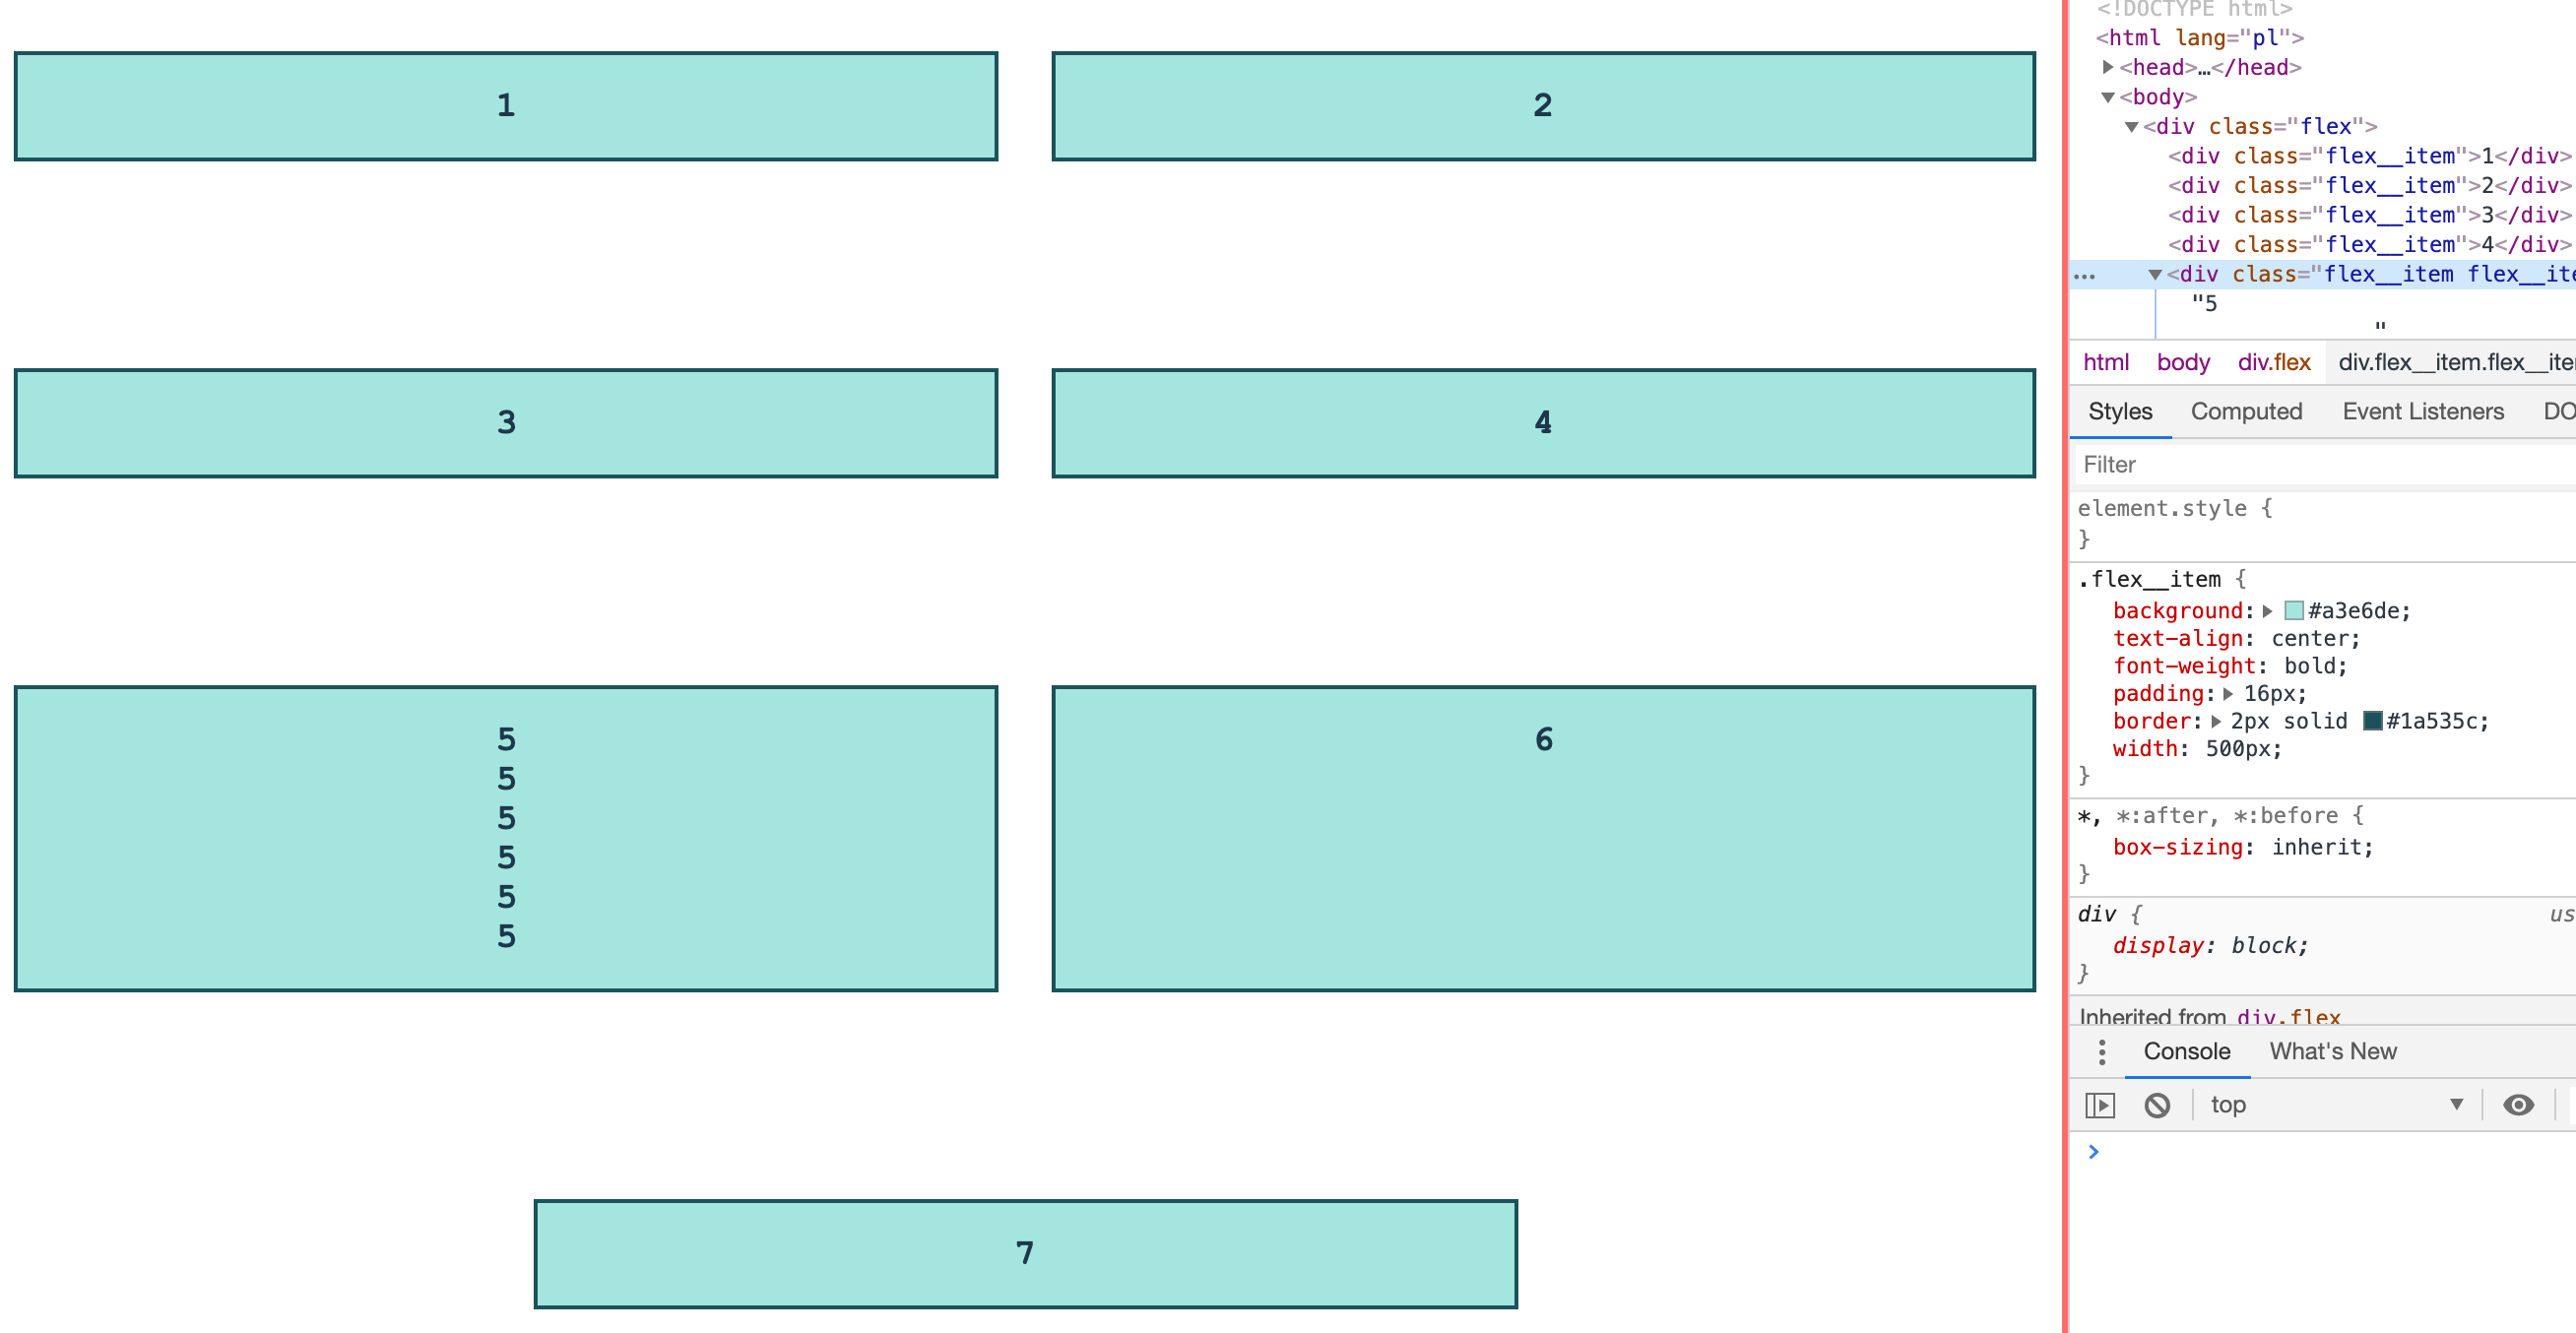 1
2
3
4
5
5
5
5
5
5
6
7
<!DOCTYPE html>
<html lang="pl">
<head>…</head>
<body>
<div class="flex">
<div class="flex__item">1</div>
<div class="flex__item">2</div>
<div class="flex__item">3</div>
<div class="flex__item">4</div>
<div class="flex__item flex__ite
"5
"
html body div.flex div.flex__item.flex__ite
Styles Computed Event Listeners DO
Filter
element.style {
}
.flex__item {
background: #a3e6de;
text-align: center;
font-weight: bold;
padding: 16px;
border: 2px solid #1a535c;
width: 500px;
}
*, *:after, *:before {
box-sizing: inherit;
}
div { us
display: block;
}
Inherited from div.flex
Console What's New
top